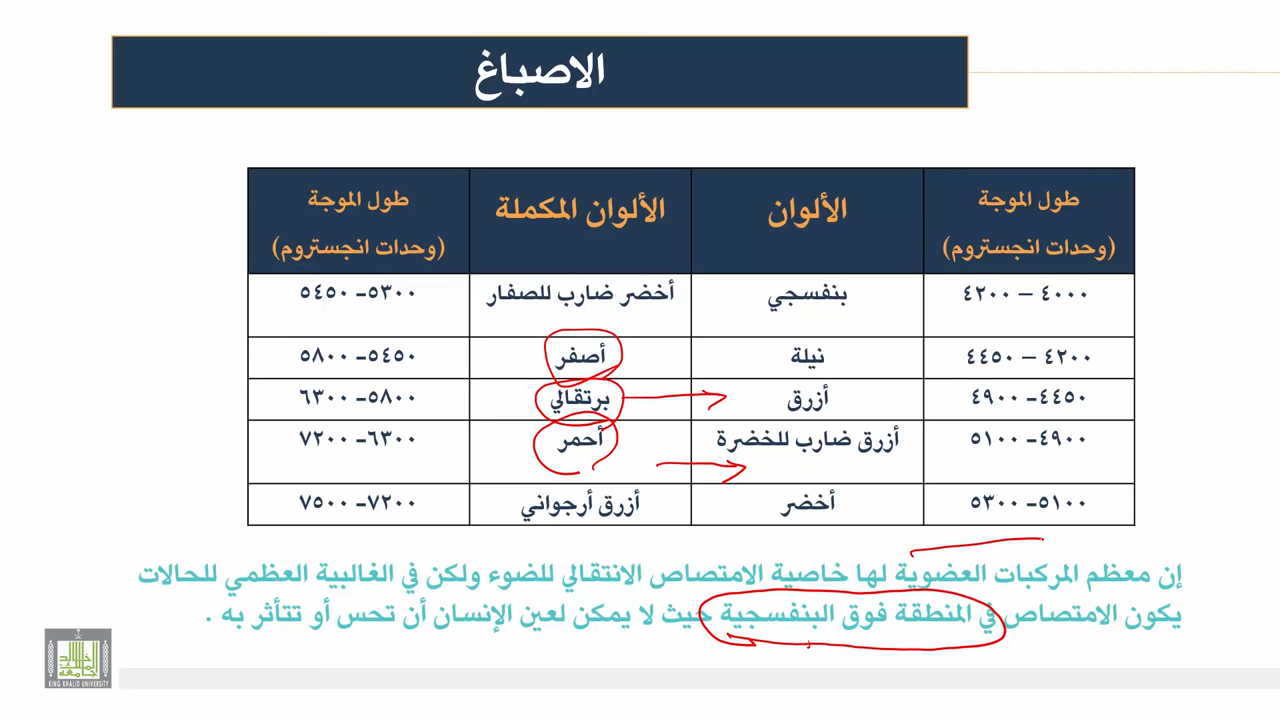 الاصباغ
طول الموجة الألوان الألوان المكملة طول الموجة
(وحدات انجستروم) (وحدات انجستروم)
٤٠٠٠ – ٤٢٠٠ بنفسجي أخضر ضارب للصفار ٥٣٠٠- ٥٤٥٠
٤٢٠٠ – ٤٤٥٠ نيلة أصفر ٥٤٥٠- ٥٨٠٠
٤٤٥٠- ٤٩٠٠ أزرق برتقالي ٥٨٠٠- ٦٣٠٠
٤٩٠٠- ٥١٠٠ أزرق ضارب للخضرة أحمر ٦٣٠٠- ٧٢٠٠
٥١٠٠- ٥٣٠٠ أخضر أزرق أرجواني ٧٢٠٠- ٧٥٠٠
إن معظم المركبات العضوية لها خاصية الامتصاص الانتقالي للضوء ولكن في الغالبية العظمي للحالات
يكون الامتصاص في المنطقة فوق البنفسجية حيث لا يمكن لعين الإنسان أن تحس أو تتأثر به .
KING KHALID UNIVERSITY